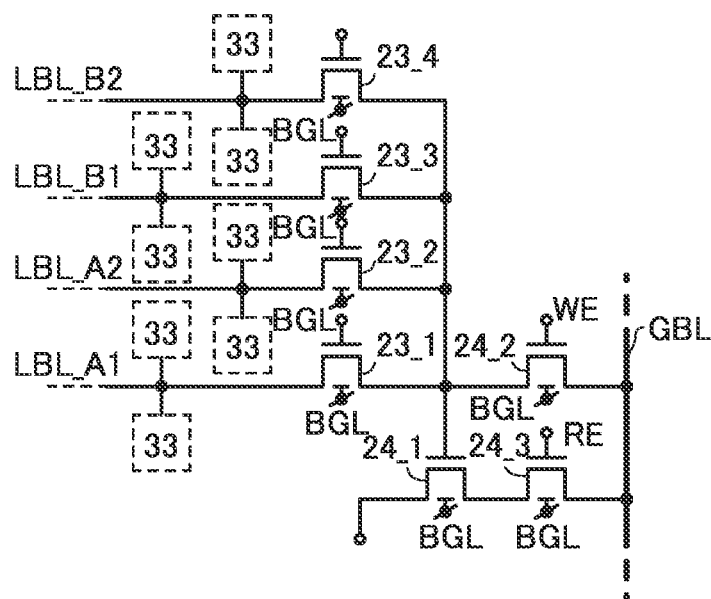 33
23_4
LBL_B2
BGL
33
33
23_3
LBL_B1
BGL
33
33
23_2
LBL_A2
BGL
33
33
23_1
WE
GBL
LBL_A1
24_2
BGL
BGL
33
24_1
24_3
RE
BGL
BGL